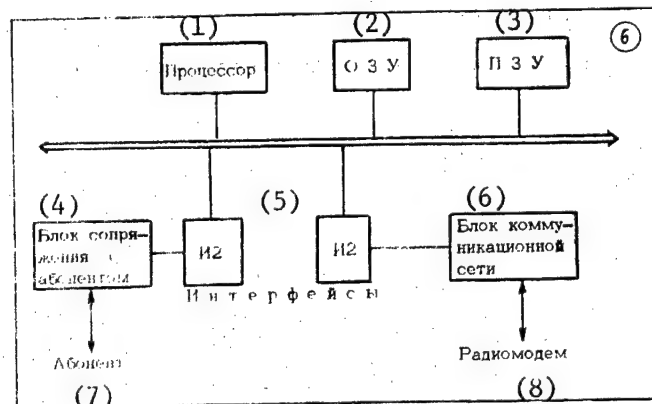 (1)
(2)
(3)
6
Процессор
О З У
П З У
(4)
(5)
(6)
Блок сопря-
жения с
абонентом
И2
И2
Блок комму-
никационной
сети
И н т е р ф е й с ы
Абонент
Радиомодем
(7)
(8)